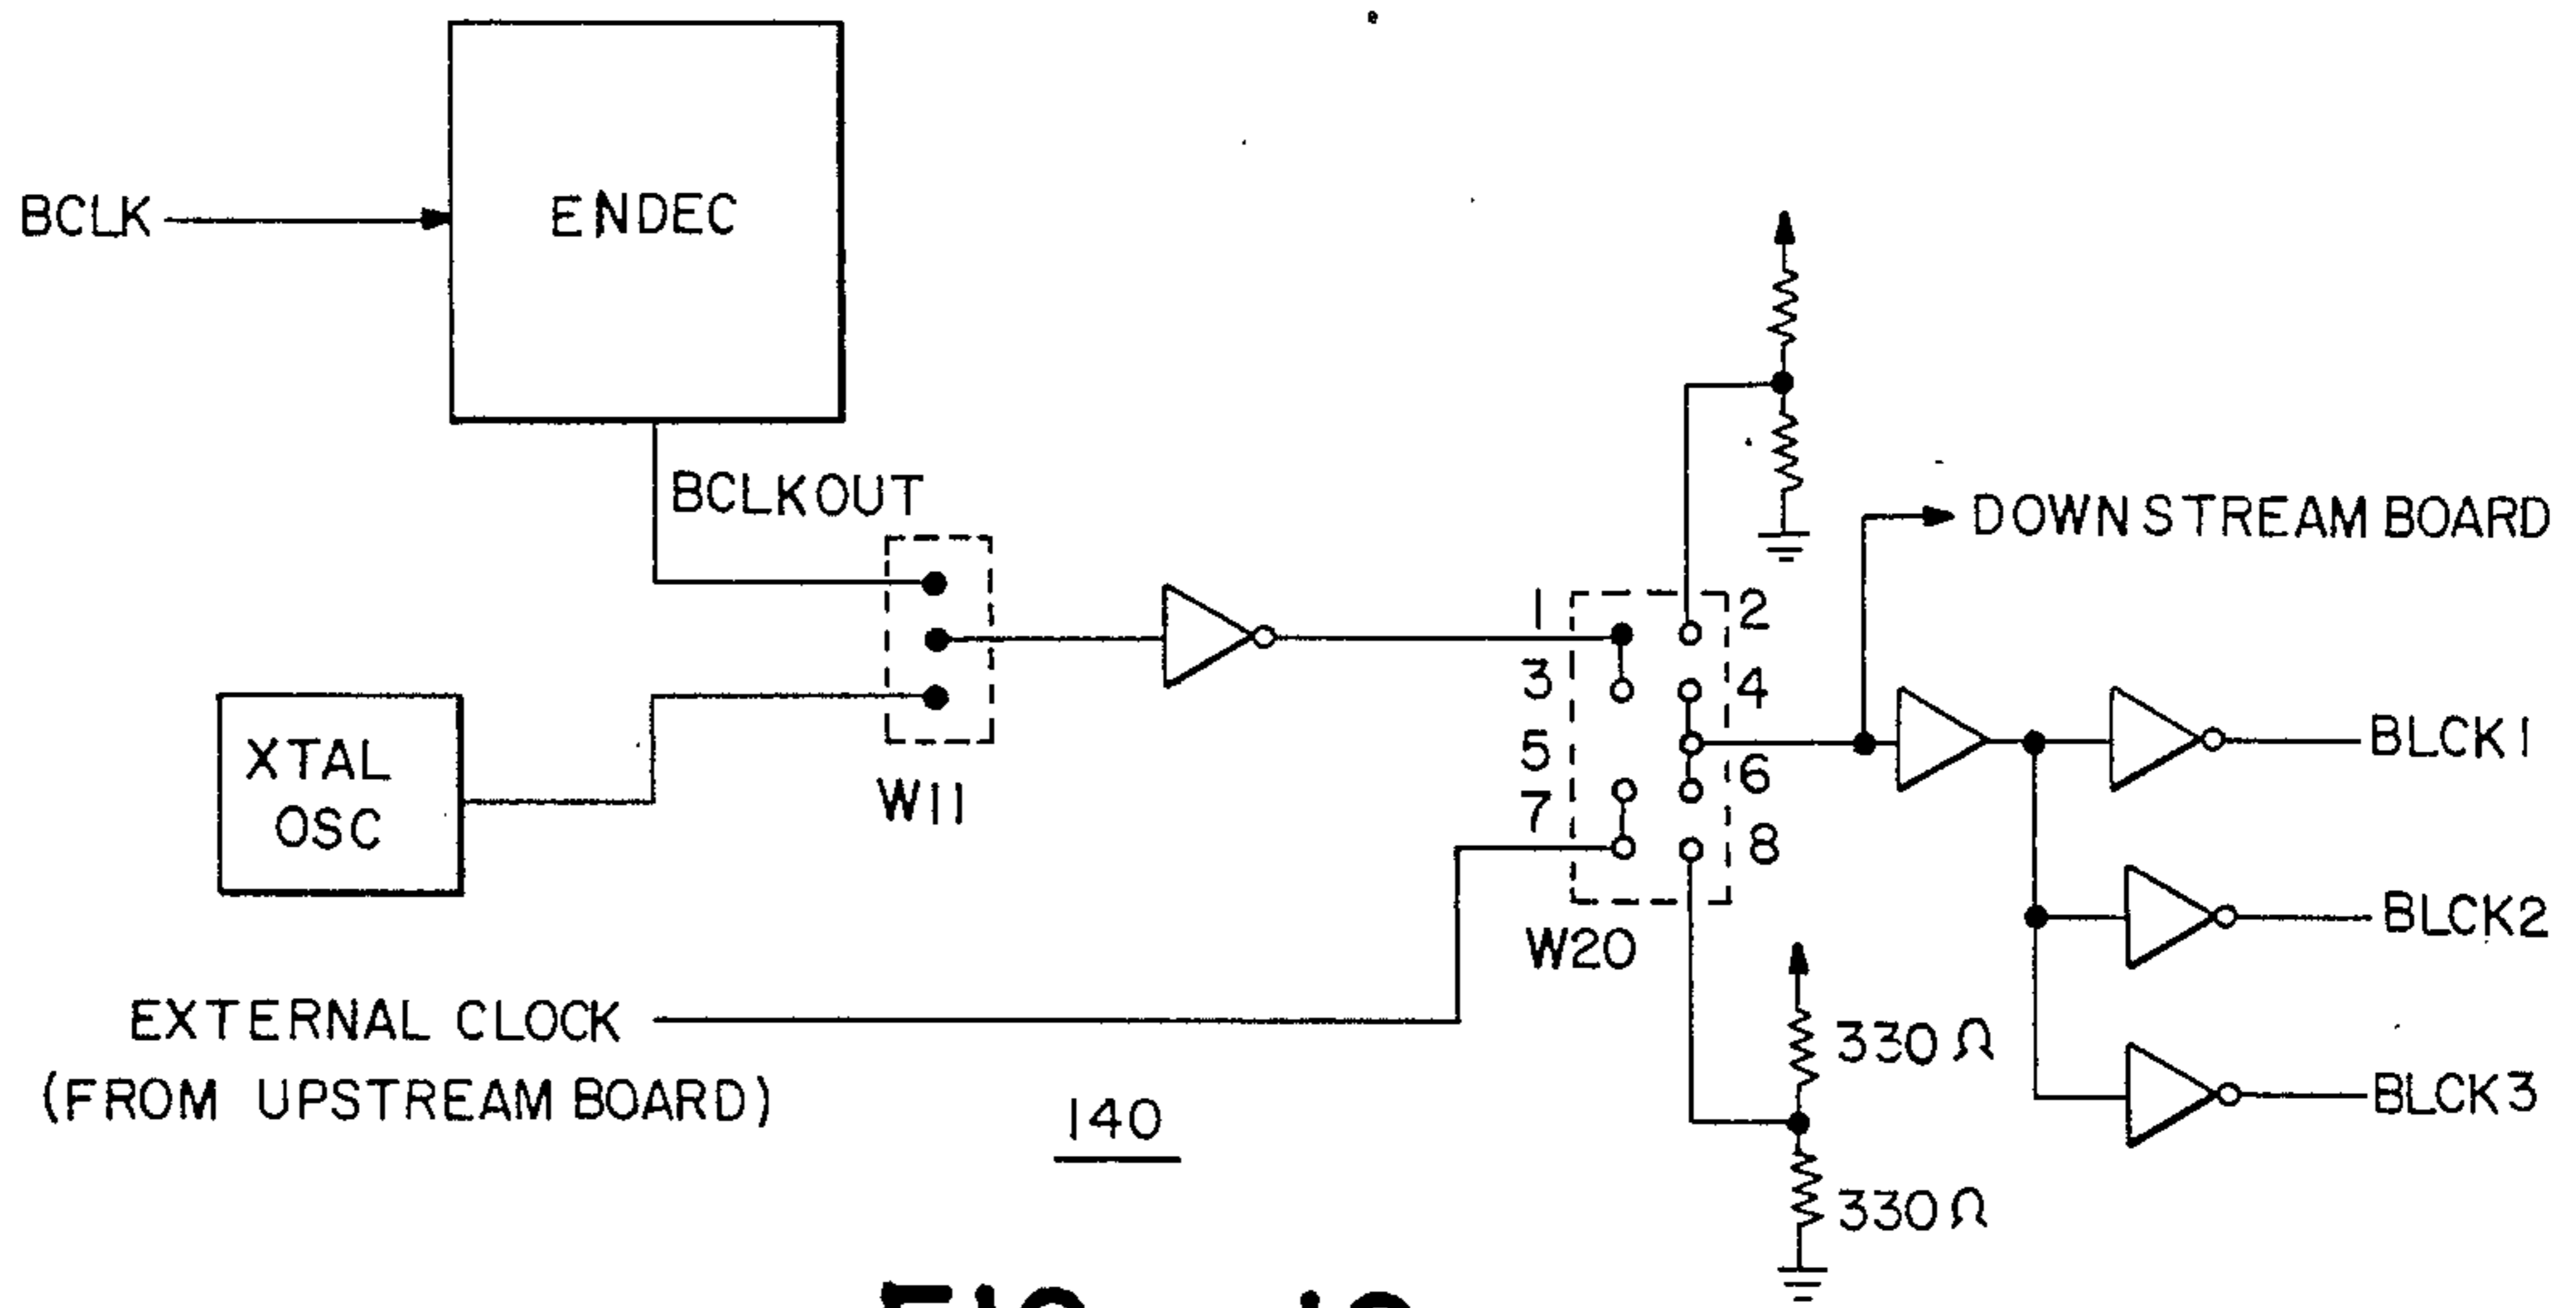 BCLK
ENDEC
BCLKOUT
XTAL
OSC
W11
EXTERNAL CLOCK
(FROM UPSTREAM BOARD)
140
1
2
3
4
5
6
7
8
W20
DOWNSTREAM BOARD
BLCK1
BLCK2
BLCK3
330 Ω
330 Ω